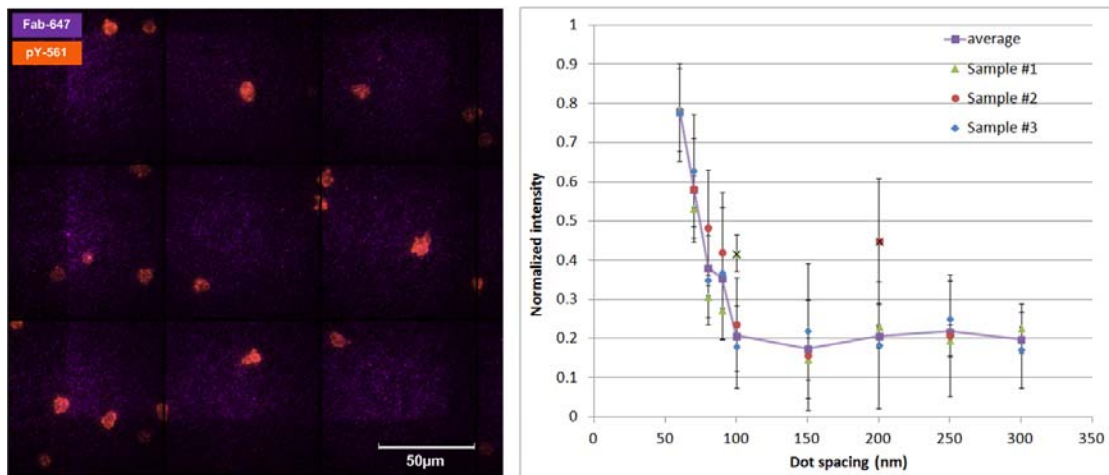 Fab-647
pY-561
50µm
Normalized intensity
1
0.9
0.8
0.7
0.6
0.5
0.4
0.3
0.2
0.1
0
average
Sample #1
Sample #2
Sample #3
0 50 100 150 200 250 300 350
Dot spacing (nm)